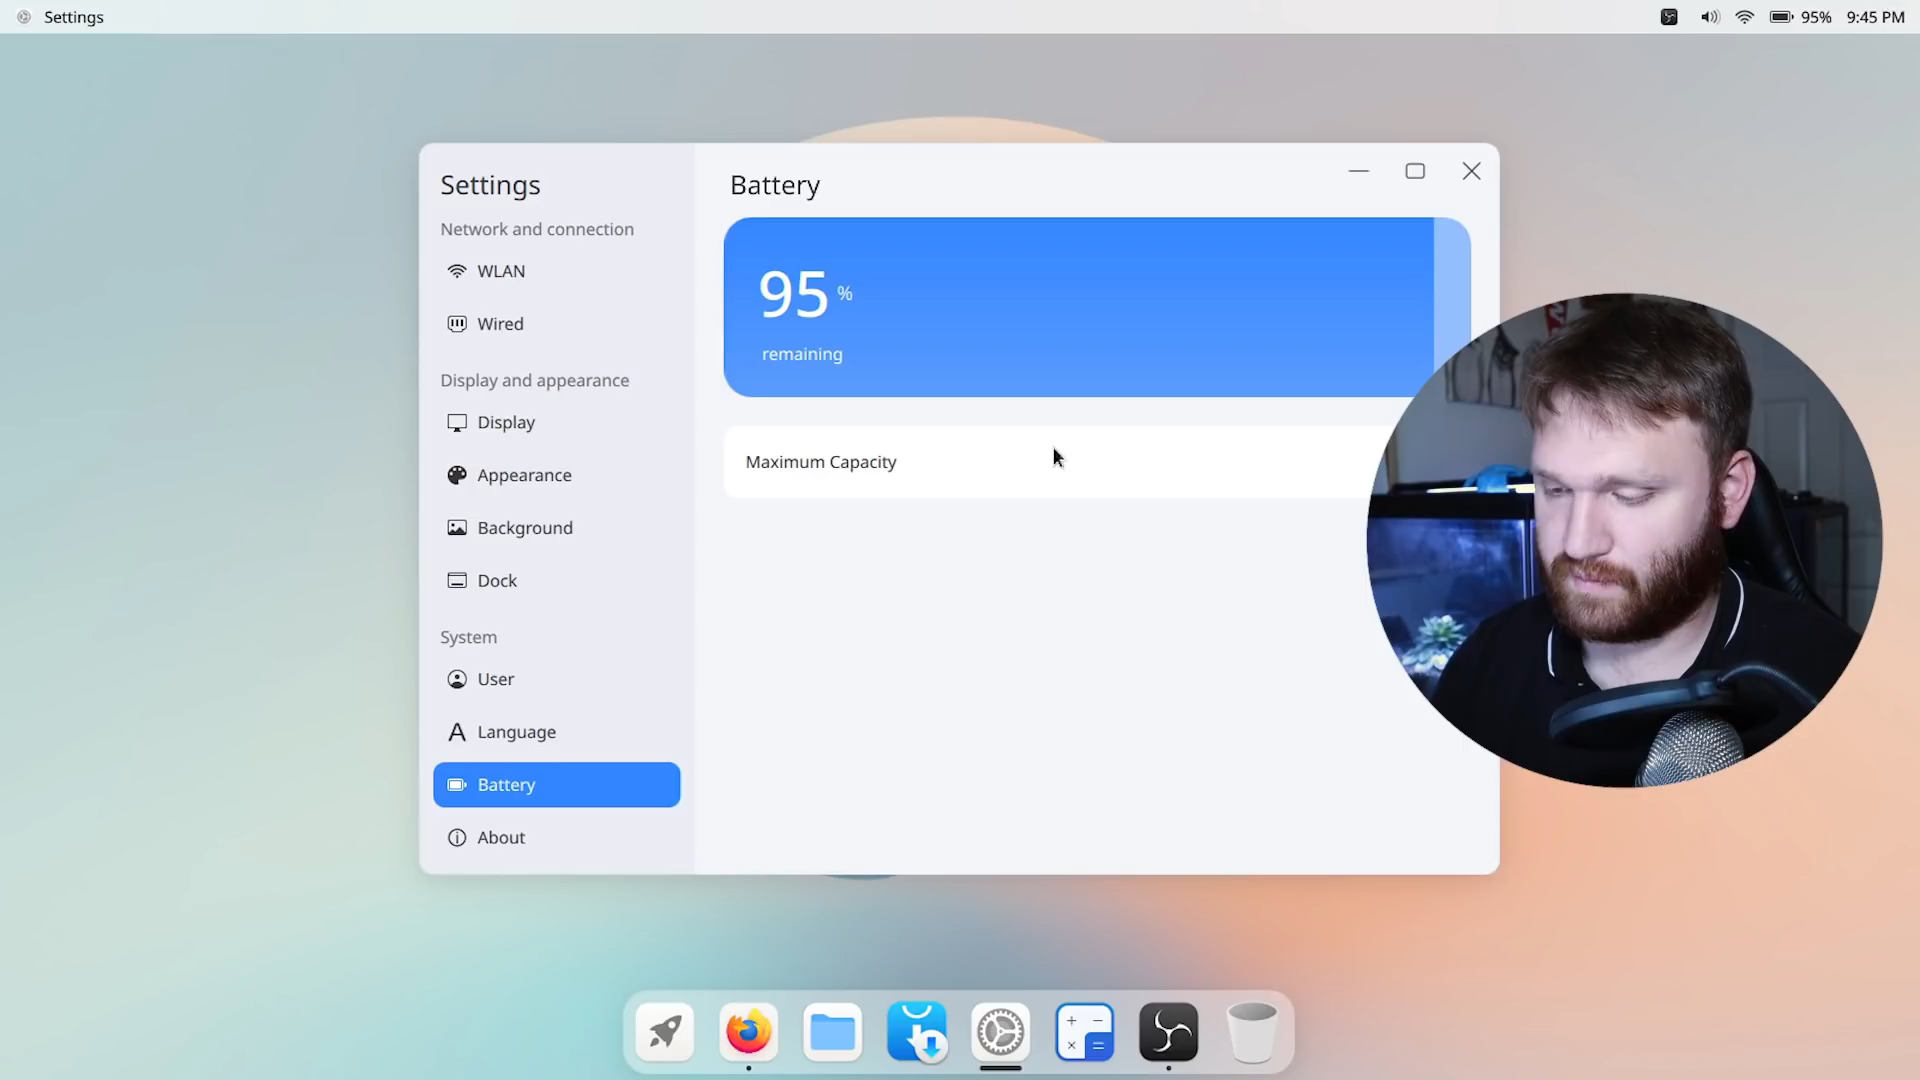 Settings
95%
9:45 PM
Settings
Network and connection
WLAN
Wired
Display and appearance
Display
Appearance
Background
Dock
System
User
Language
Battery
About
Battery
95 %
remaining
Maximum Capacity